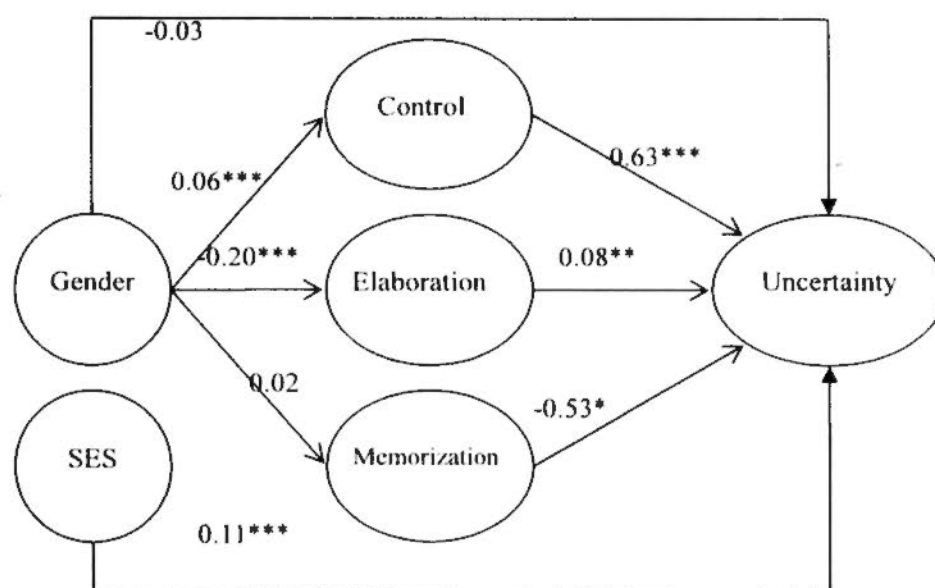 -0.03
Control
0.06***
0.63***
-0.20***
0.08**
Gender
Elaboration
Uncertainty
0.02
-0.53*
SES
Memorization
0.11***